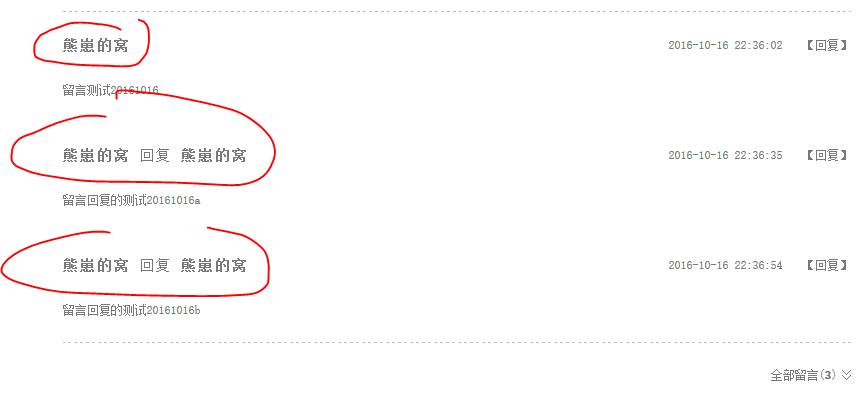 熊崽的窝 2016-10-16 22:36:02 【回复】
留言测试20161016
熊崽的窝 回复 熊崽的窝 2016-10-16 22:36:35 【回复】
留言回复的测试20161016a
熊崽的窝 回复 熊崽的窝 2016-10-16 22:36:54 【回复】
留言回复的测试20161016b
全部留言(3)